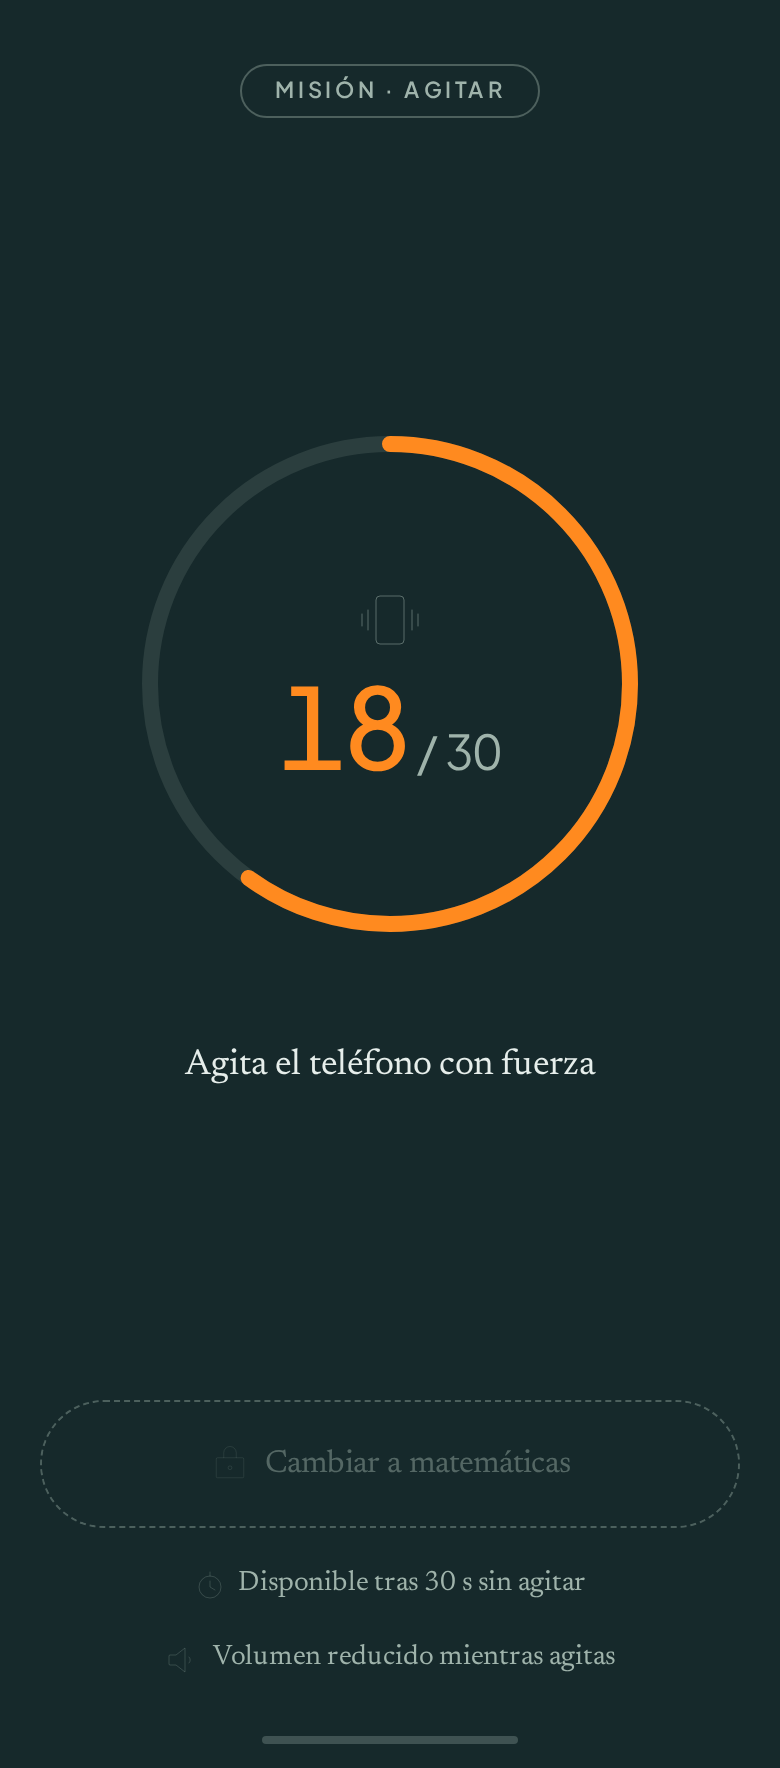 MISIÓN · AGITAR
18 / 30
Agita el teléfono con fuerza
Cambiar a matemáticas
Disponible tras 30 s sin agitar
Volumen reducido mientras agitas